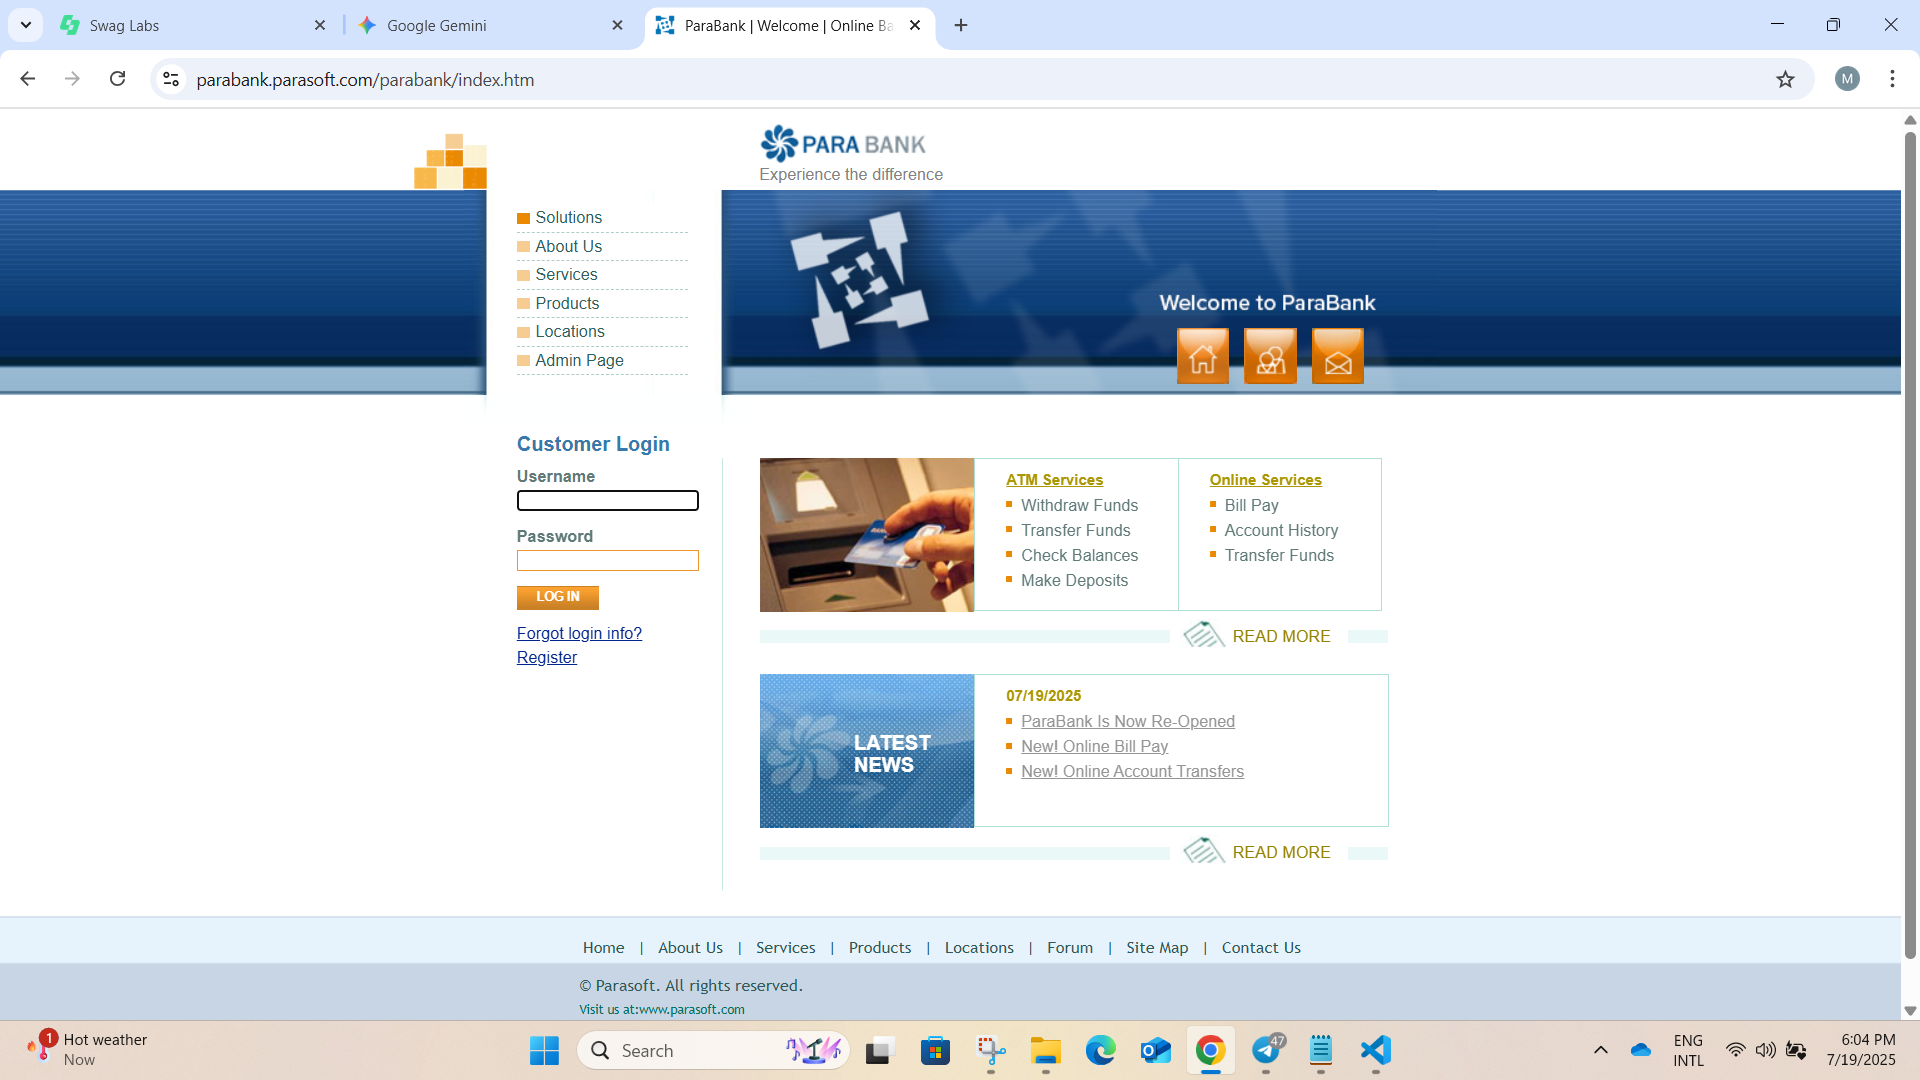 Swag Labs
Google Gemini
ParaBank | Welcome | Online Ba
parabank.parasoft.com/parabank/index.htm
M
PARA BANK
Experience the difference
Solutions
About Us
Services
Products
Locations
Admin Page
Welcome to ParaBank
Customer Login
Username
Password
LOG IN
Forgot login info?
Register
ATM Services
Withdraw Funds
Transfer Funds
Check Balances
Make Deposits
Online Services
Bill Pay
Account History
Transfer Funds
READ MORE
LATEST
NEWS
07/19/2025
ParaBank Is Now Re-Opened
New! Online Bill Pay
New! Online Account Transfers
READ MORE
Home | About Us | Services | Products | Locations | Forum | Site Map | Contact Us
© Parasoft. All rights reserved.
Visit us at:www.parasoft.com
1
Hot weather
Now
Search
47
ENG
INTL
6:04 PM
7/19/2025